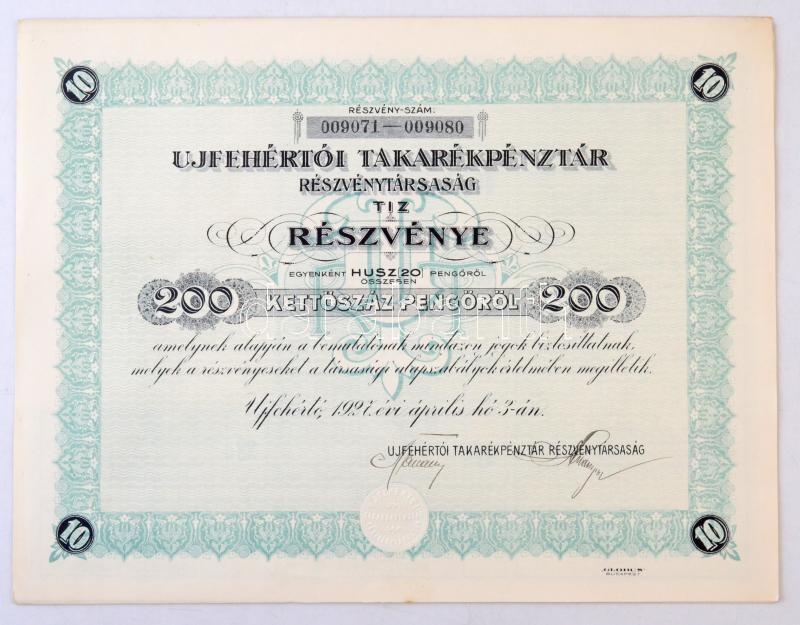 10 10
RÉSZVÉNY-SZÁM:
009071—009080
UJFEHÉRTÓI TAKARÉKPÉNZTÁR
RÉSZVÉNYTÁRSASÁG
TIZ
RÉSZVÉNYE
EGYENKÉNT HUSZ (20) PENGŐRŐL
ÖSSZESEN
200 KETTŐSZÁZ PENGŐRŐL 200
amelynek alapján a bemutatónak mindazon jogok biztosíttatnak,
melyek a részvényeseket a társasági alapszabályok értelmében megilletik.
Ujfehértó, 1927. évi április hó 3-án.
UJFEHÉRTÓI TAKARÉKPÉNZTÁR RÉSZVÉNYTÁRSASÁG
10 10
„GLOBUS”
BUDAPEST